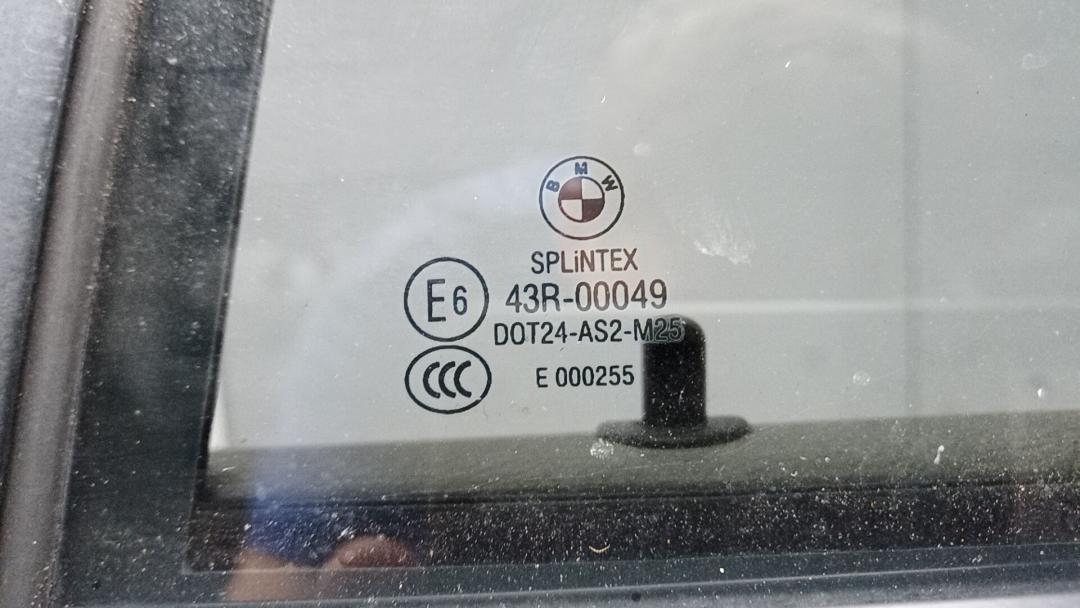 BMW
SPLiNTEX
E6 43R-00049
DOT24-AS2-M25
CCC E 000255